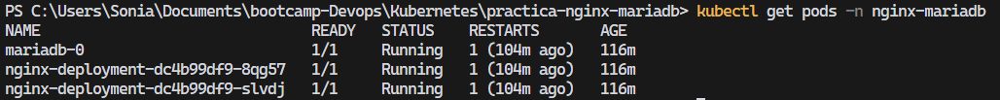 PS C:\Users\Sonia\Documents\bootcamp-Devops\Kubernetes\practica-nginx-mariadb> kubectl get pods -n nginx-mariadb
NAME READY STATUS RESTARTS AGE
mariadb-0 1/1 Running 1 (104m ago) 116m
nginx-deployment-dc4b99df9-8qg57 1/1 Running 1 (104m ago) 116m
nginx-deployment-dc4b99df9-slvdj 1/1 Running 1 (104m ago) 116m